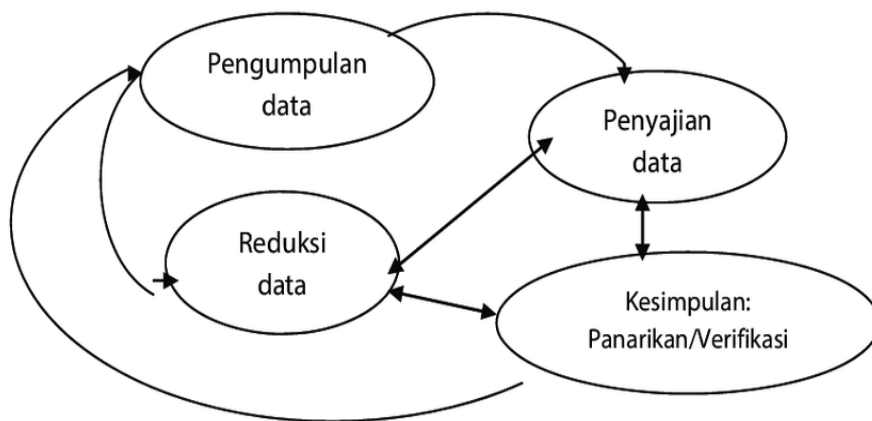 Pengumpulan
data
Penyajian
data
Reduksi
data
Kesimpulan:
Panarikan/Verifikasi